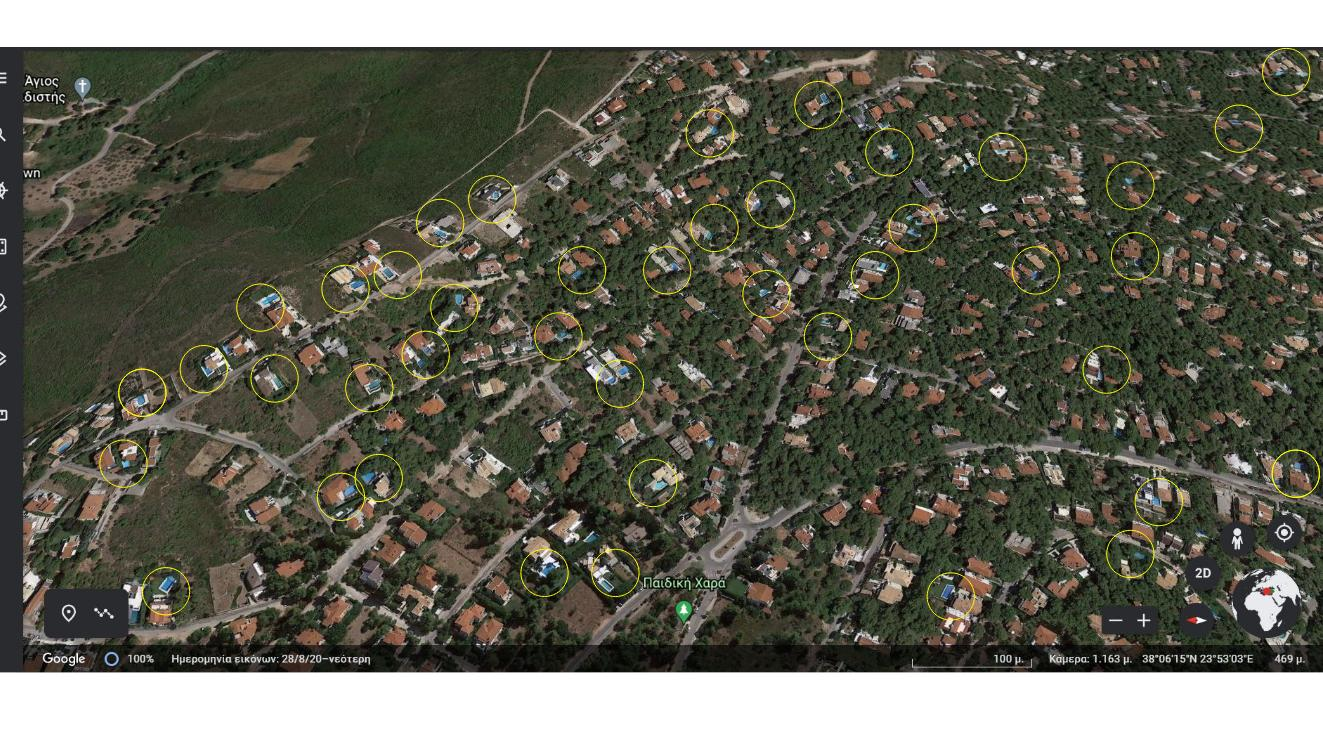 Άγιος
διστής
wn
Παιδική Χαρά
2D
100 μ.
Google
100%
Ημερομηνία εικόνων: 28/8/20–νεότερη
Κάμερα: 1.163 μ.
38°06'15"N 23°53'03"E
469 μ.